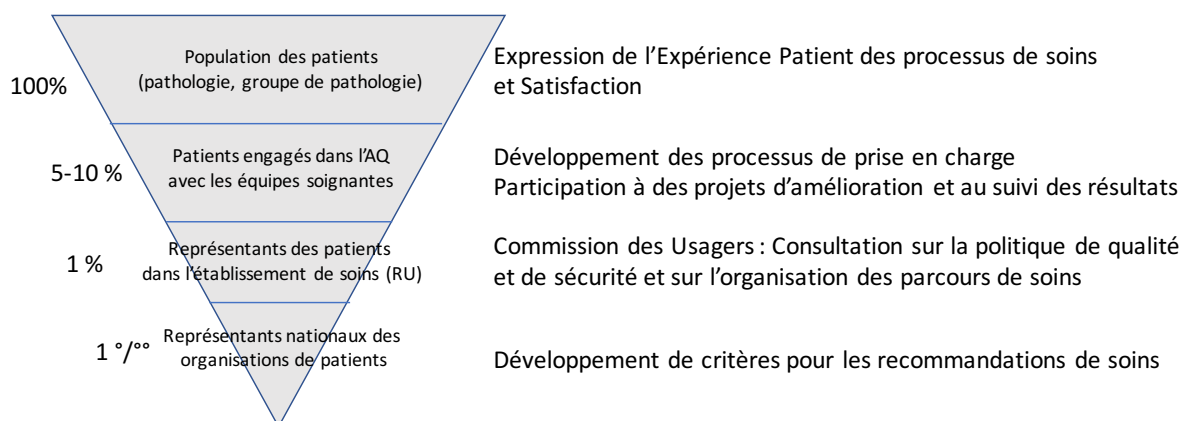 Population des patients
(pathologie, groupe de pathologie)
100%
Expression de l’Expérience Patient des processus de soins
et Satisfaction
Patients engagés dans l’AQ
avec les équipes soignantes
5-10 %
Développement des processus de prise en charge
Participation à des projets d’amélioration et au suivi des résultats
Représentants des patients
dans l’établissement de soins (RU)
1 %
Commission des Usagers : Consultation sur la politique de qualité
et de sécurité et sur l’organisation des parcours de soins
Représentants nationaux des
organisations de patients
1 °/°°
Développement de critères pour les recommandations de soins